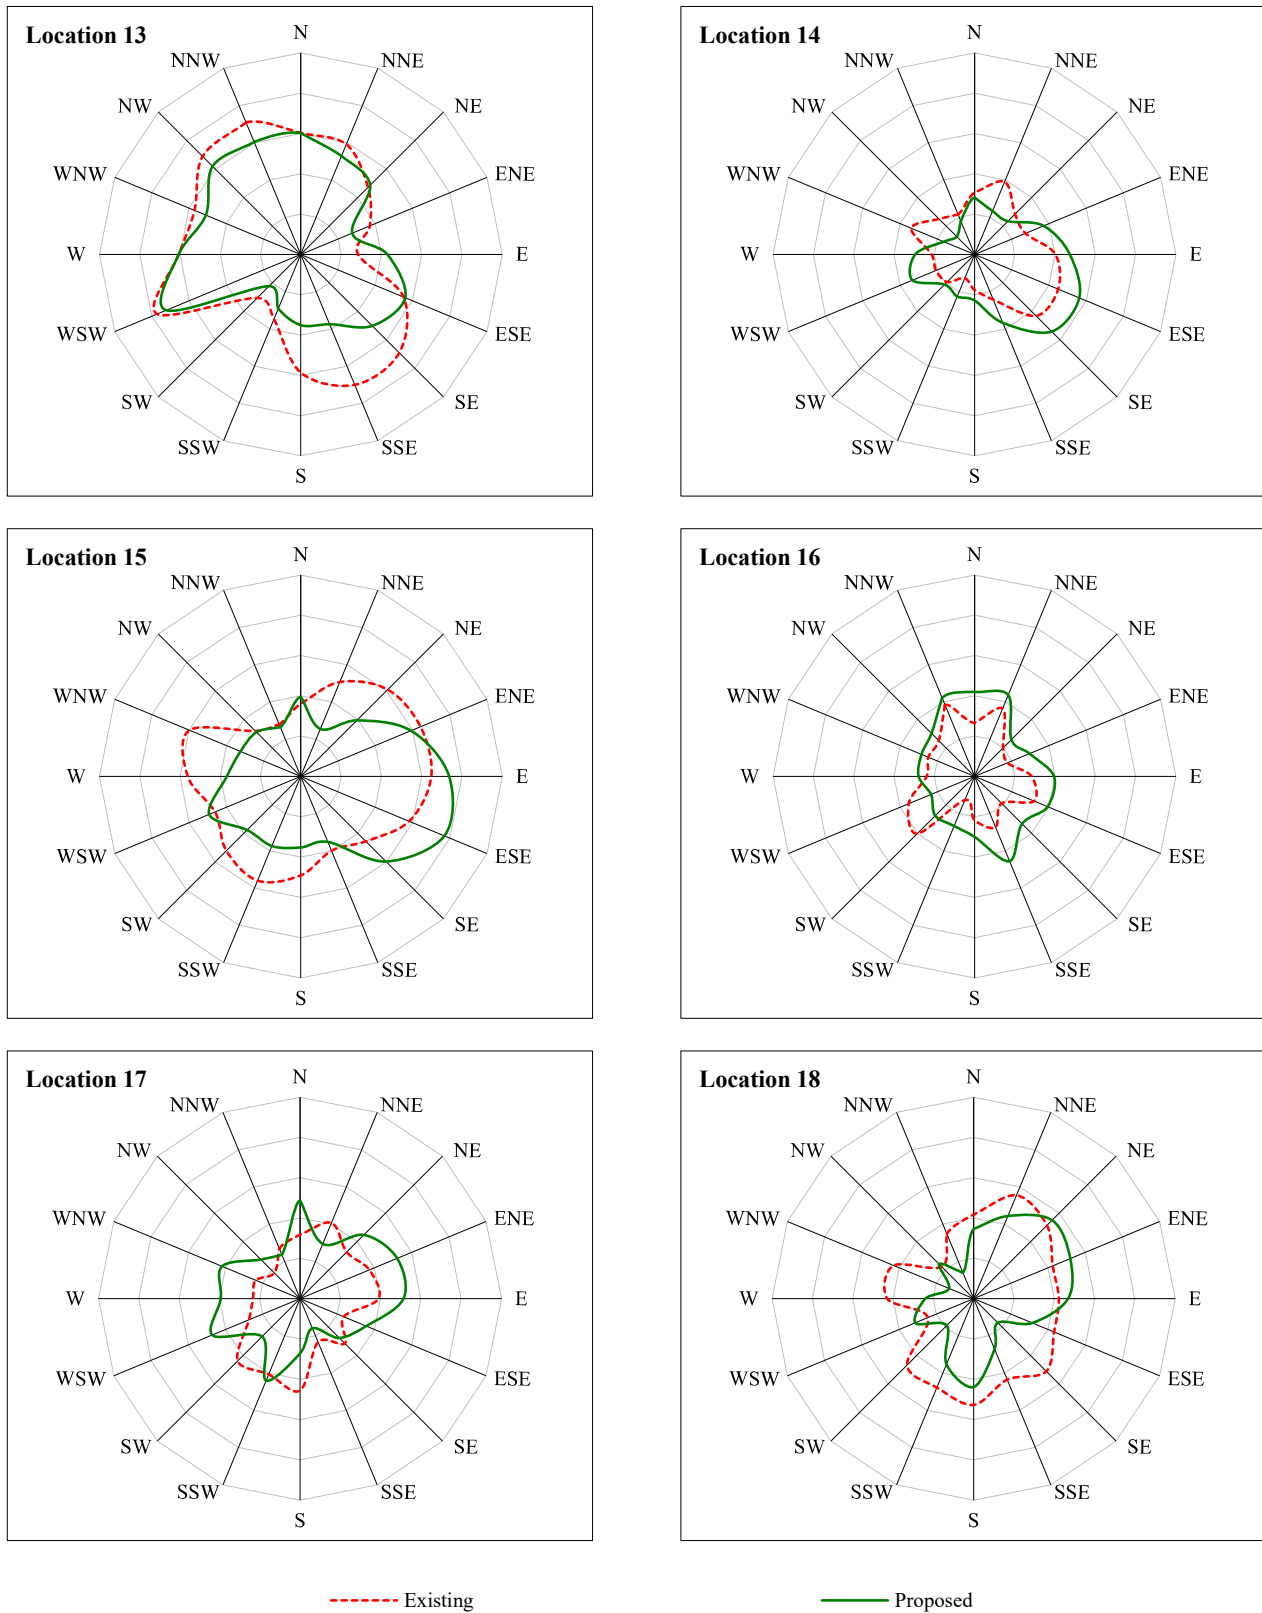 Location 13
N
NNW
NNE
NW
NE
WNW
ENE
W
E
WSW
ESE
SW
SE
SSW
SSE
S
Location 14
N
NNW
NNE
NW
NE
WNW
ENE
W
E
WSW
ESE
SW
SE
SSW
SSE
S
Location 15
N
NNW
NNE
NW
NE
WNW
ENE
W
E
WSW
ESE
SW
SE
SSW
SSE
S
Location 16
N
NNW
NNE
NW
NE
WNW
ENE
W
E
WSW
ESE
SW
SE
SSW
SSE
S
Location 17
N
NNW
NNE
NW
NE
WNW
ENE
W
E
WSW
ESE
SW
SE
SSW
SSE
S
Location 18
N
NNW
NNE
NW
NE
WNW
ENE
W
E
WSW
ESE
SW
SE
SSW
SSE
S
Existing
Proposed